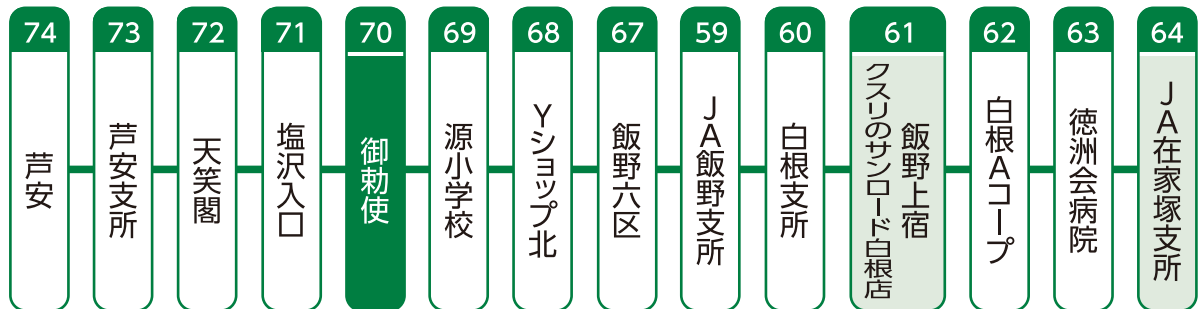 74
芦安
73
芦安支所
72
天笑閣
71
塩沢入口
70
御勅使
69
源小学校
68
Yショップ北
67
飯野六区
59
JA飯野支所
60
白根支所
61
飯野上宿
クスリのサンロード白根店
62
白根Aコープ
63
徳洲会病院
64
JA在家塚支所